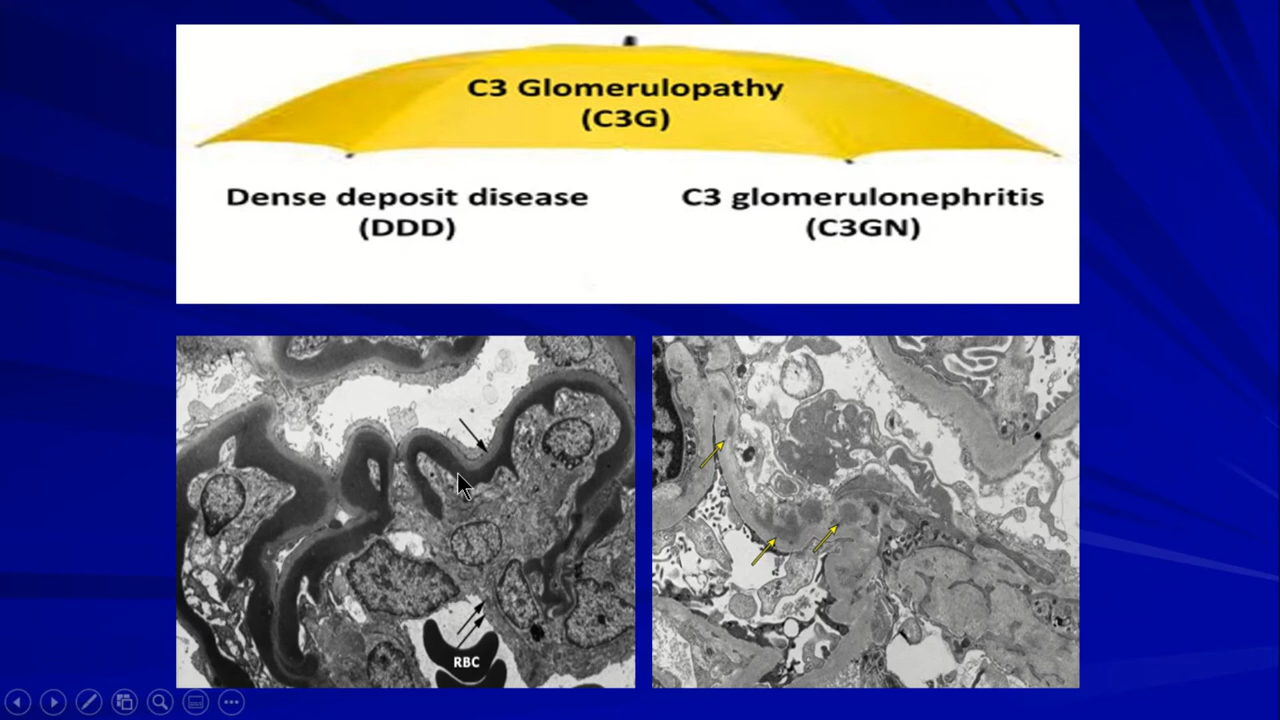 C3 Glomerulopathy
(C3G)
Dense deposit disease
(DDD)
C3 glomerulonephritis
(C3GN)
RBC